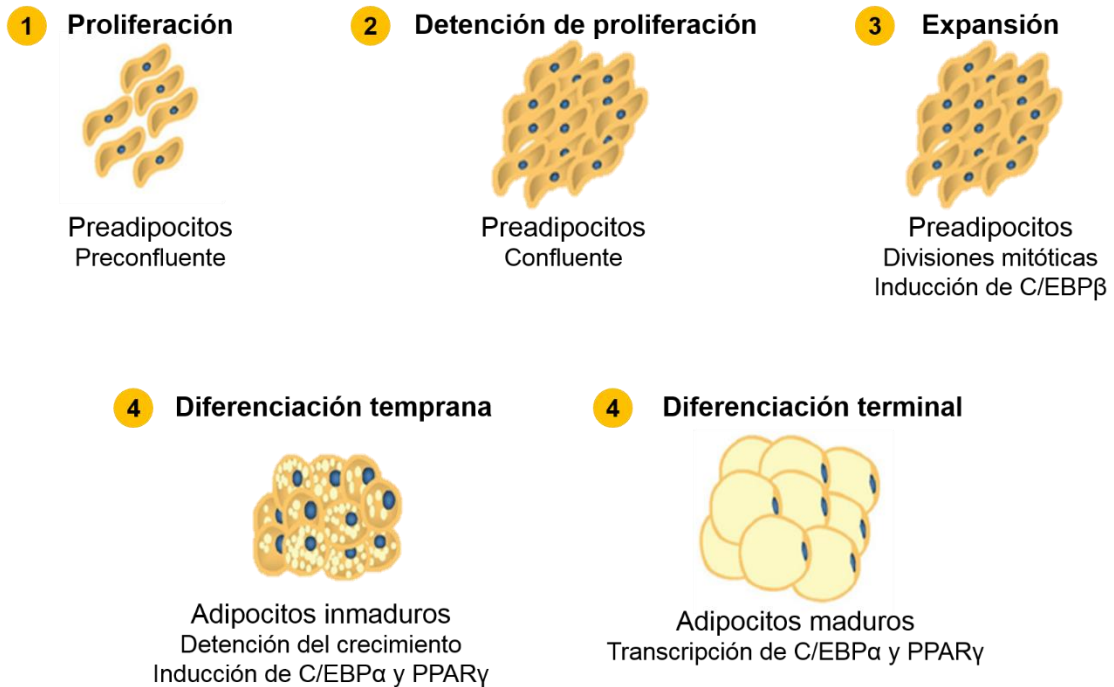 1 Proliferación
Preadipocitos
Preconfluente
2 Detención de proliferación
Preadipocitos
Confluente
3 Expansión
Preadipocitos
Divisiones mitóticas
Inducción de C/EBPβ
4 Diferenciación temprana
Adipocitos inmaduros
Detención del crecimiento
Inducción de C/EBPα y PPARγ
4 Diferenciación terminal
Adipocitos maduros
Transcripción de C/EBPα y PPARγ